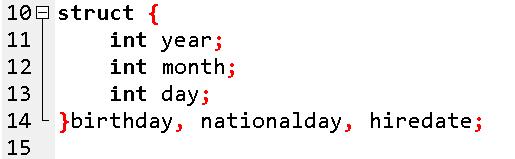 10 struct {
11     int year;
12     int month;
13     int day;
14 }birthday, nationalday, hiredate;
15